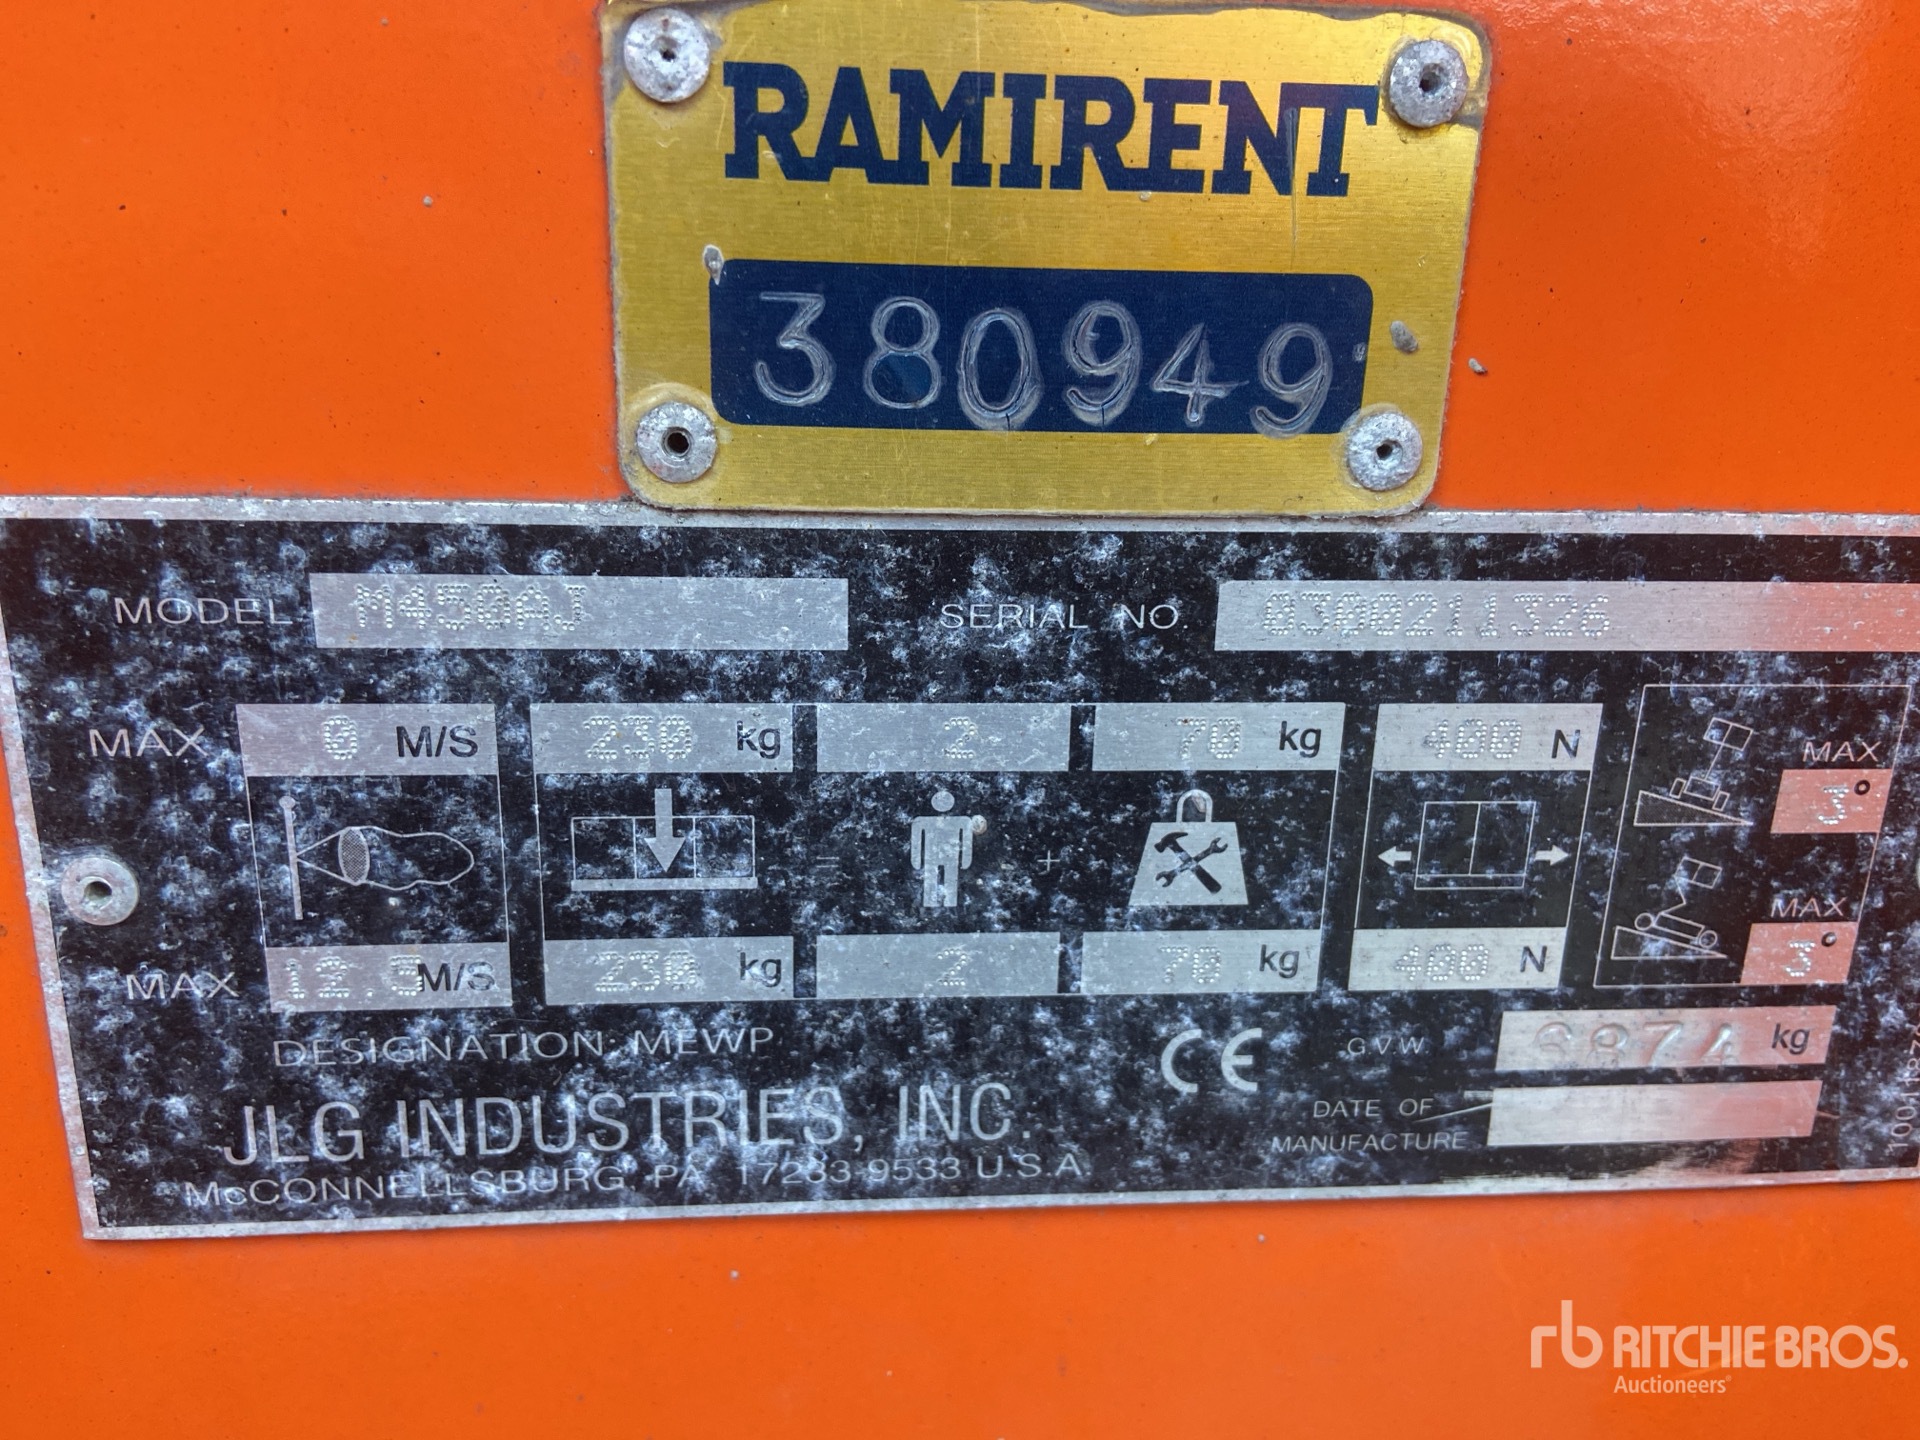 RAMIRENT
380949
MODEL M450AJ SERIAL NO. 0300211326
MAX 0 M/S 230 kg 2 70 kg 400 N
MAX 3°
= +
MAX 3°
MAX 12.5 M/S 230 kg 2 70 kg 400 N
DESIGNATION: MEWP CE G.V.W. 6874 kg
JLG INDUSTRIES, INC. DATE OF MANUFACTURE
McCONNELLSBURG, PA 17233-9533 U.S.A.
rb RITCHIE BROS.
Auctioneers